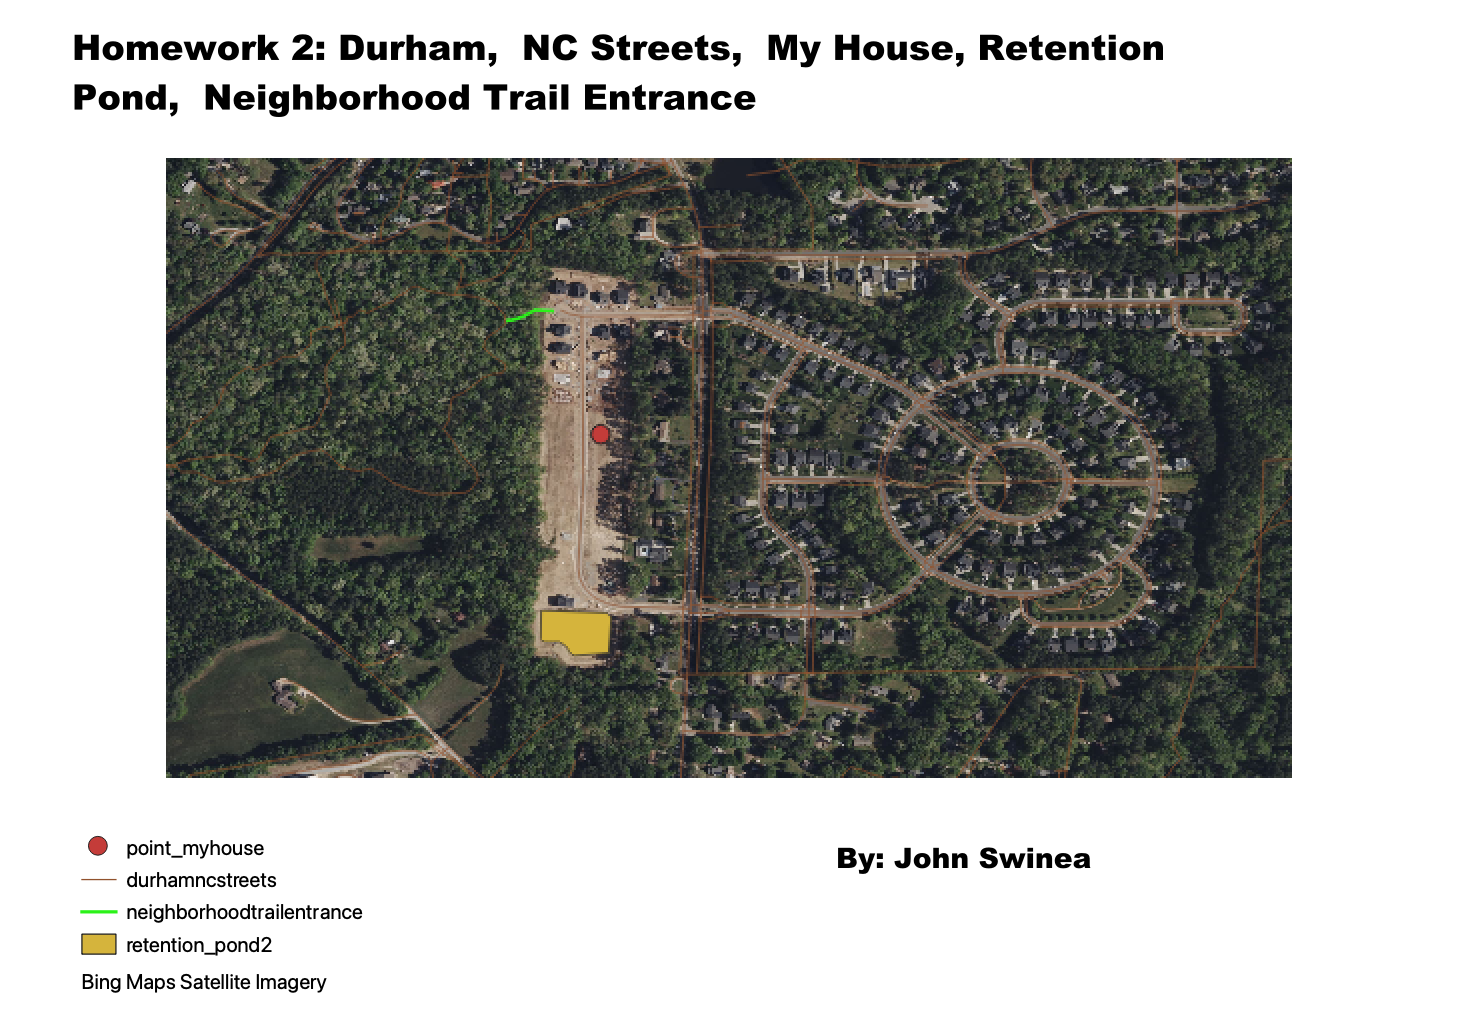 Homework 2: Durham,  NC Streets,  My House, Retention
Pond,  Neighborhood Trail Entrance
point_myhouse
durhamncstreets
neighborhoodtrailentrance
retention_pond2
Bing Maps Satellite Imagery
By: John Swinea